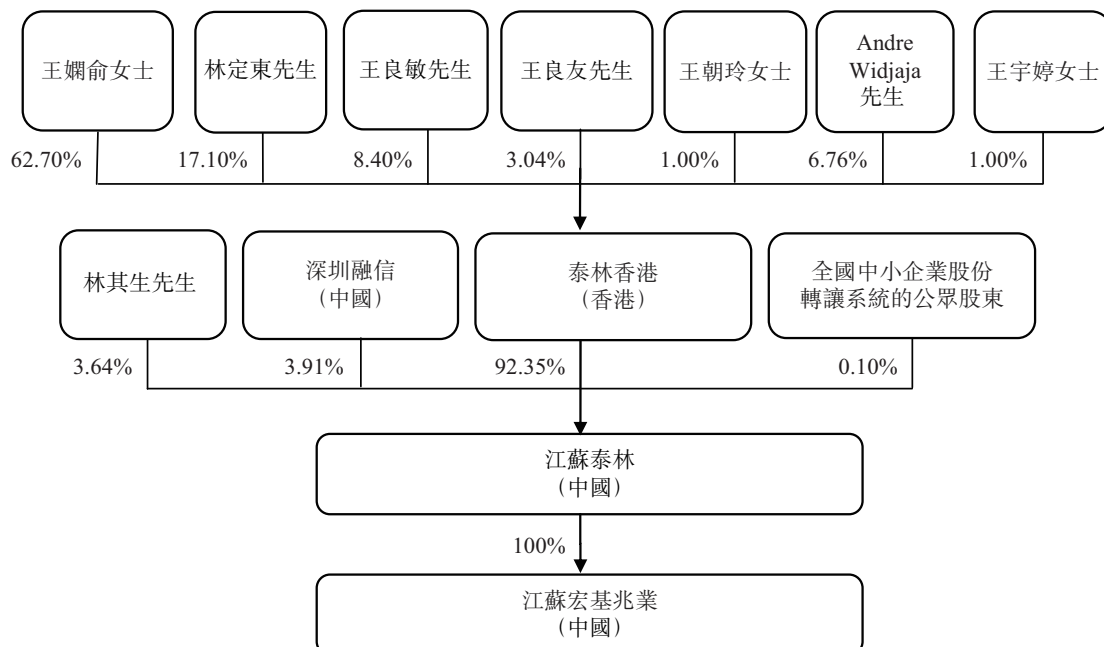 王嫻俞女士
林定東先生
王良敏先生
王良友先生
王朝玲女士
Andre
Widjaja
先生
王宇婷女士
62.70%
17.10%
8.40%
3.04%
1.00%
6.76%
1.00%
林其生先生
深圳融信
（中國）
泰林香港
（香港）
全國中小企業股份
轉讓系統的公眾股東
3.64%
3.91%
92.35%
0.10%
江蘇泰林
（中國）
100%
江蘇宏基兆業
（中國）